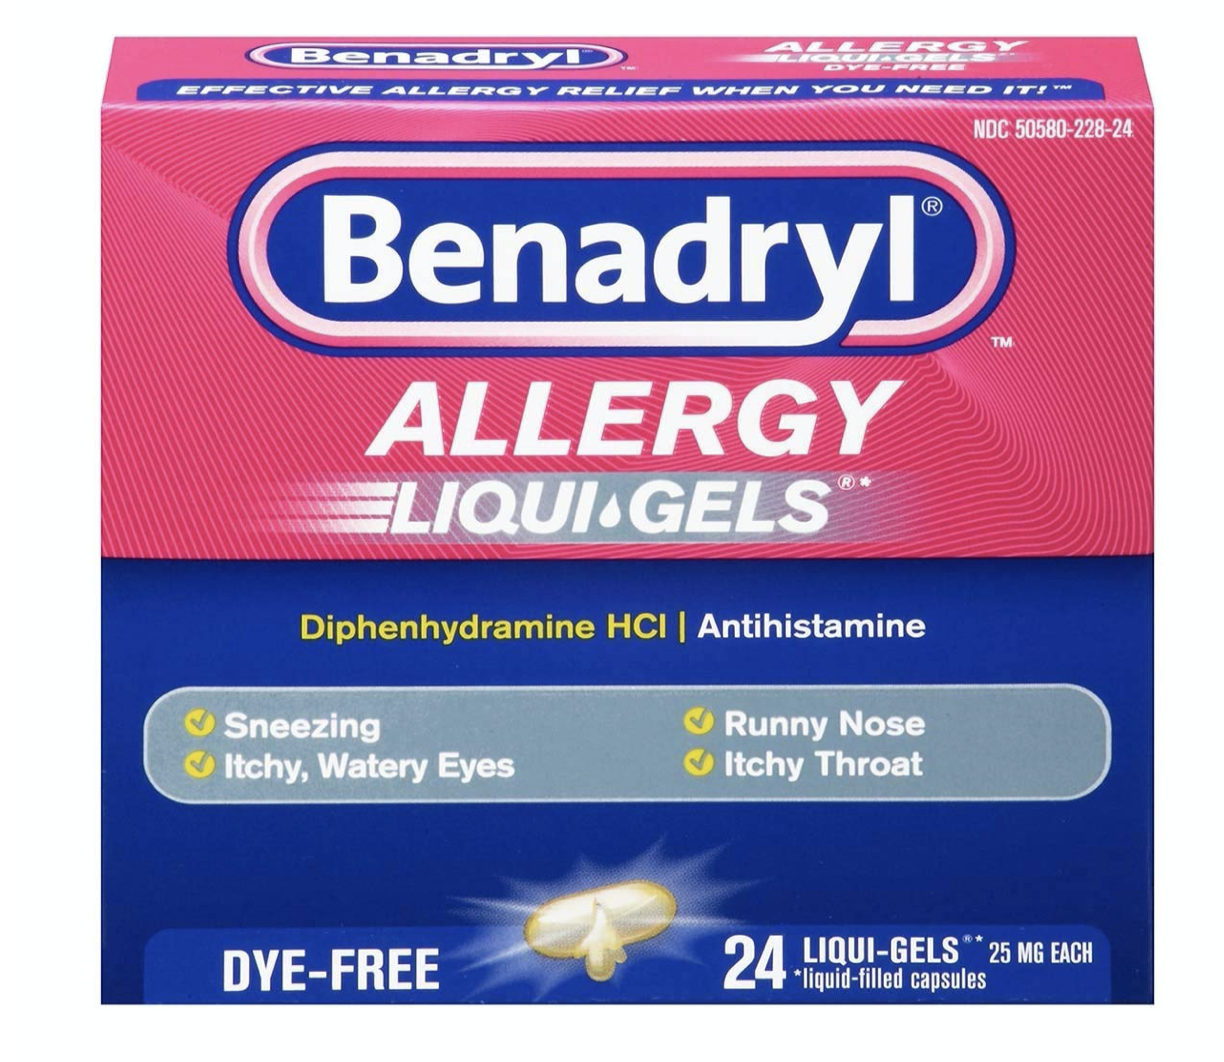 Benadryl® ™
ALLERGY
LIQUI•GELS®*
DYE-FREE
EFFECTIVE ALLERGY RELIEF WHEN YOU NEED IT!™
NDC 50580-228-24
Benadryl®
™
ALLERGY
LIQUI GELS®*
Diphenhydramine HCl | Antihistamine
Sneezing
Itchy, Watery Eyes
Runny Nose
Itchy Throat
DYE-FREE
24 LIQUI-GELS®* 25 MG EACH
*liquid-filled capsules